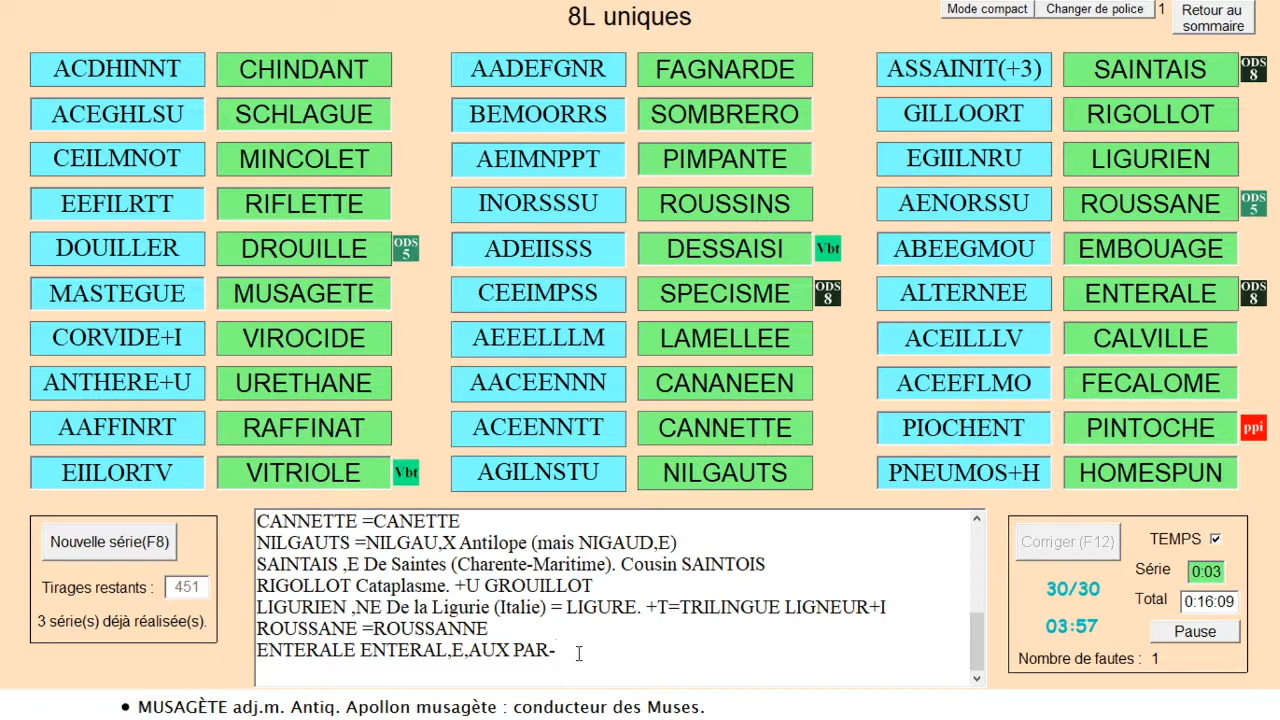 8L uniques
Mode compact
Changer de police
1
Retour au
sommaire
ACDHINNT CHINDANT
ACEGHLSU SCHLAGUE
CEILMNOT MINCOLET
EEFILRTT RIFLETTE
DOUILLER DROUILLE ODS 5
MASTEGUE MUSAGETE
CORVIDE+I VIROCIDE
ANTHERE+U URETHANE
AAFFINRT RAFFINAT
EIILORTV VITRIOLE Vbt
AADEFGNR FAGNARDE
BEMOORRS SOMBRERO
AEIMNPPT PIMPANTE
INORSSSU ROUSSINS
ADEIISSS DESSAISI Vbt
CEEIMPSS SPECISME ODS 8
AEEELLLM LAMELLEE
AACEENNN CANANEEN
ACEENNTT CANNETTE
AGILNSTU NILGAUTS
ASSAINIT(+3) SAINTAIS ODS 8
GILLOORT RIGOLLOT
EGIILNRU LIGURIEN
AENORSSU ROUSSANE ODS 5
ABEEGMOU EMBOUAGE
ALTERNEE ENTERALE ODS 8
ACEILLLV CALVILLE
ACEEFLMO FECALOME
PIOCHENT PINTOCHE ppi
PNEUMOS+H HOMESPUN
Nouvelle série(F8)
Tirages restants : 451
3 série(s) déjà réalisée(s).
CANNETTE =CANETTE
NILGAUTS =NILGAU,X Antilope (mais NIGAUD,E)
SAINTAIS ,E De Saintes (Charente-Maritime). Cousin SAINTOIS
RIGOLLOT Cataplasme. +U GROUILLOT
LIGURIEN ,NE De la Ligurie (Italie) = LIGURE. +T=TRILINGUE LIGNEUR+I
ROUSSANE =ROUSSANNE
ENTERALE ENTERAL,E,AUX PAR-
Corriger (F12)
TEMPS
30/30
Série 0:03
03:57
Total 0:16:09
Pause
Nombre de fautes : 1
• MUSAGÈTE adj.m. Antiq. Apollon musagète : conducteur des Muses.